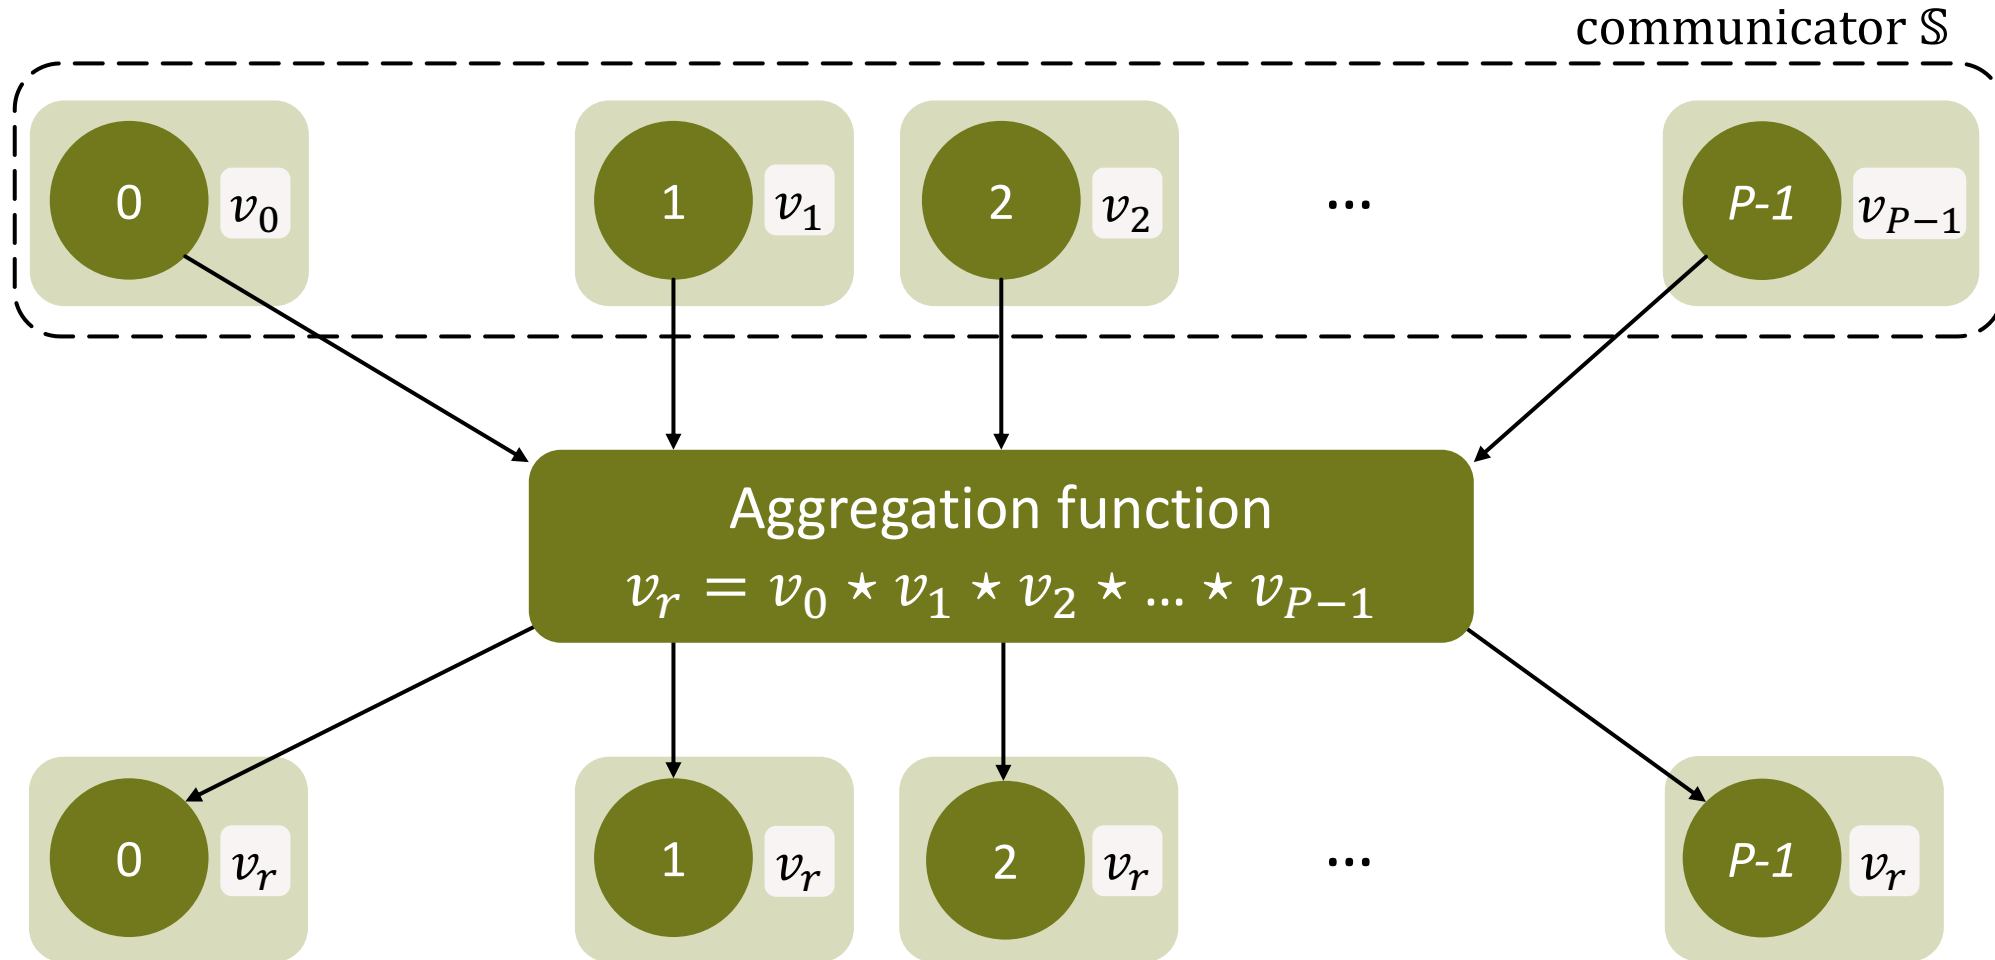 communicator 𝕊
0 v₀ 1 v₁ 2 v₂ ... P-1 v_{P−1}
Aggregation function
v_r = v₀ ⋆ v₁ ⋆ v₂ ⋆ ... ⋆ v_{P−1}
0 v_r 1 v_r 2 v_r ... P-1 v_r